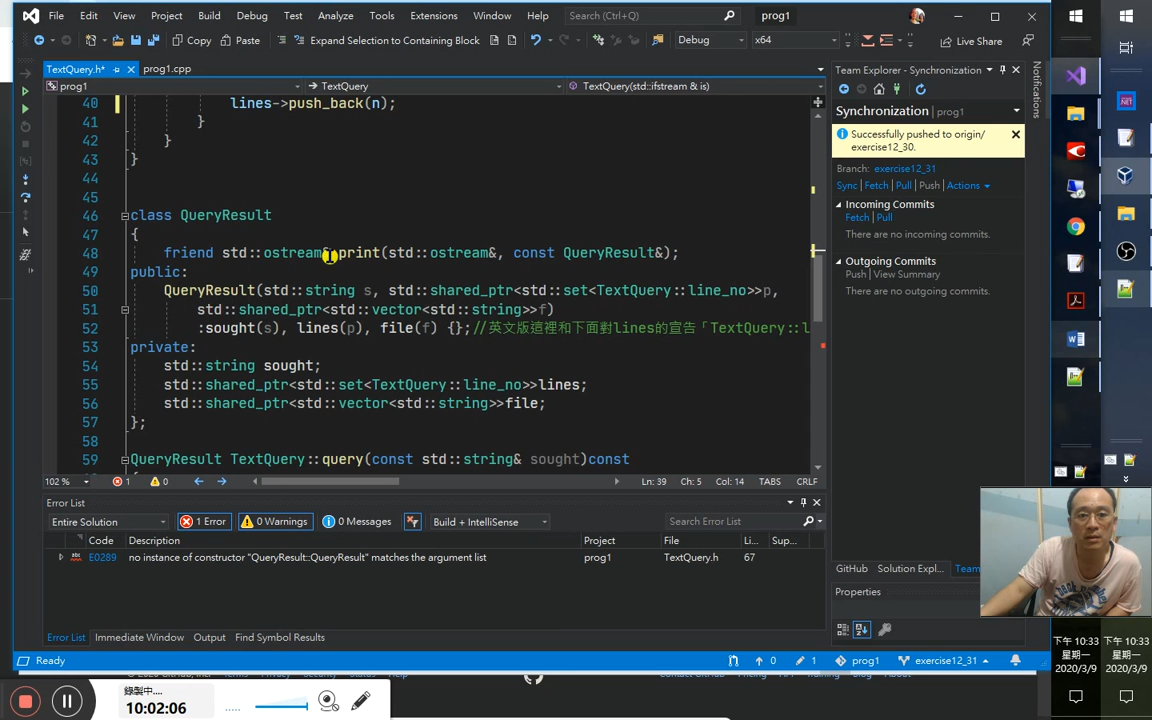 File Edit View Project Build Debug Test Analyze Tools Extensions Window Help Search (Ctrl+Q) prog1
Copy Paste Expand Selection to Containing Block Debug x64 Live Share
TextQuery.h* prog1.cpp
prog1 TextQuery TextQuery(std::ifstream & is)
40 lines->push_back(n);
41 }
42 }
43 }
44
45
46 class QueryResult
47 {
48 friend std::ostream& print(std::ostream&, const QueryResult&);
49 public:
50 QueryResult(std::string s, std::shared_ptr<std::set<TextQuery::line_no>>p,
51 std::shared_ptr<std::vector<std::string>>f)
52 :sought(s), lines(p), file(f) {};//英文版這裡和下面對lines的宣告「TextQuery::l
53 private:
54 std::string sought;
55 std::shared_ptr<std::set<TextQuery::line_no>>lines;
56 std::shared_ptr<std::vector<std::string>>file;
57 };
58
59 QueryResult TextQuery::query(const std::string& sought)const
102 % 1 0 Ln: 39 Ch: 5 Col: 14 TABS CRLF
Error List
Entire Solution 1 Error 0 Warnings 0 Messages Build + IntelliSense Search Error List
Code Description Project File Li... Sup...
E0289 no instance of constructor "QueryResult::QueryResult" matches the argument list prog1 TextQuery.h 67
Error List Immediate Window Output Find Symbol Results
Ready 0 1 prog1 exercise12_31
Team Explorer - Synchronization
Synchronization prog1
Successfully pushed to origin/
exercise12_30.
Branch: exercise12_31
Sync Fetch Pull Push Actions
Incoming Commits
Fetch Pull
There are no incoming commits.
Outgoing Commits
Push View Summary
There are no outgoing commits.
GitHub Solution Expl... Team
Properties
Notifications
.NET
錄製中....
10:02:06
下午 10:33
星期一
2020/3/9
下午 10:33
星期一
2020/3/9